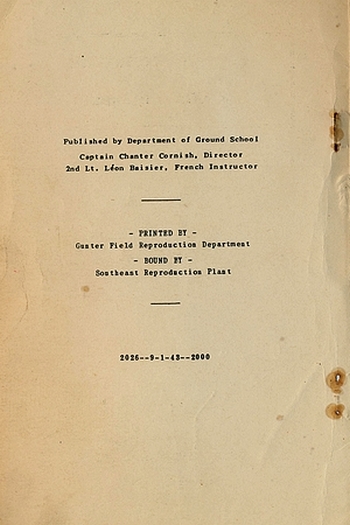 Published by Department of Ground School
Captain Chanter Cornish, Director
2nd Lt. Léon Baisier, French Instructor
- PRINTED BY -
Gunter Field Reproduction Department
- BOUND BY -
Southeast Reproduction Plant
2026--9-1-43--2000